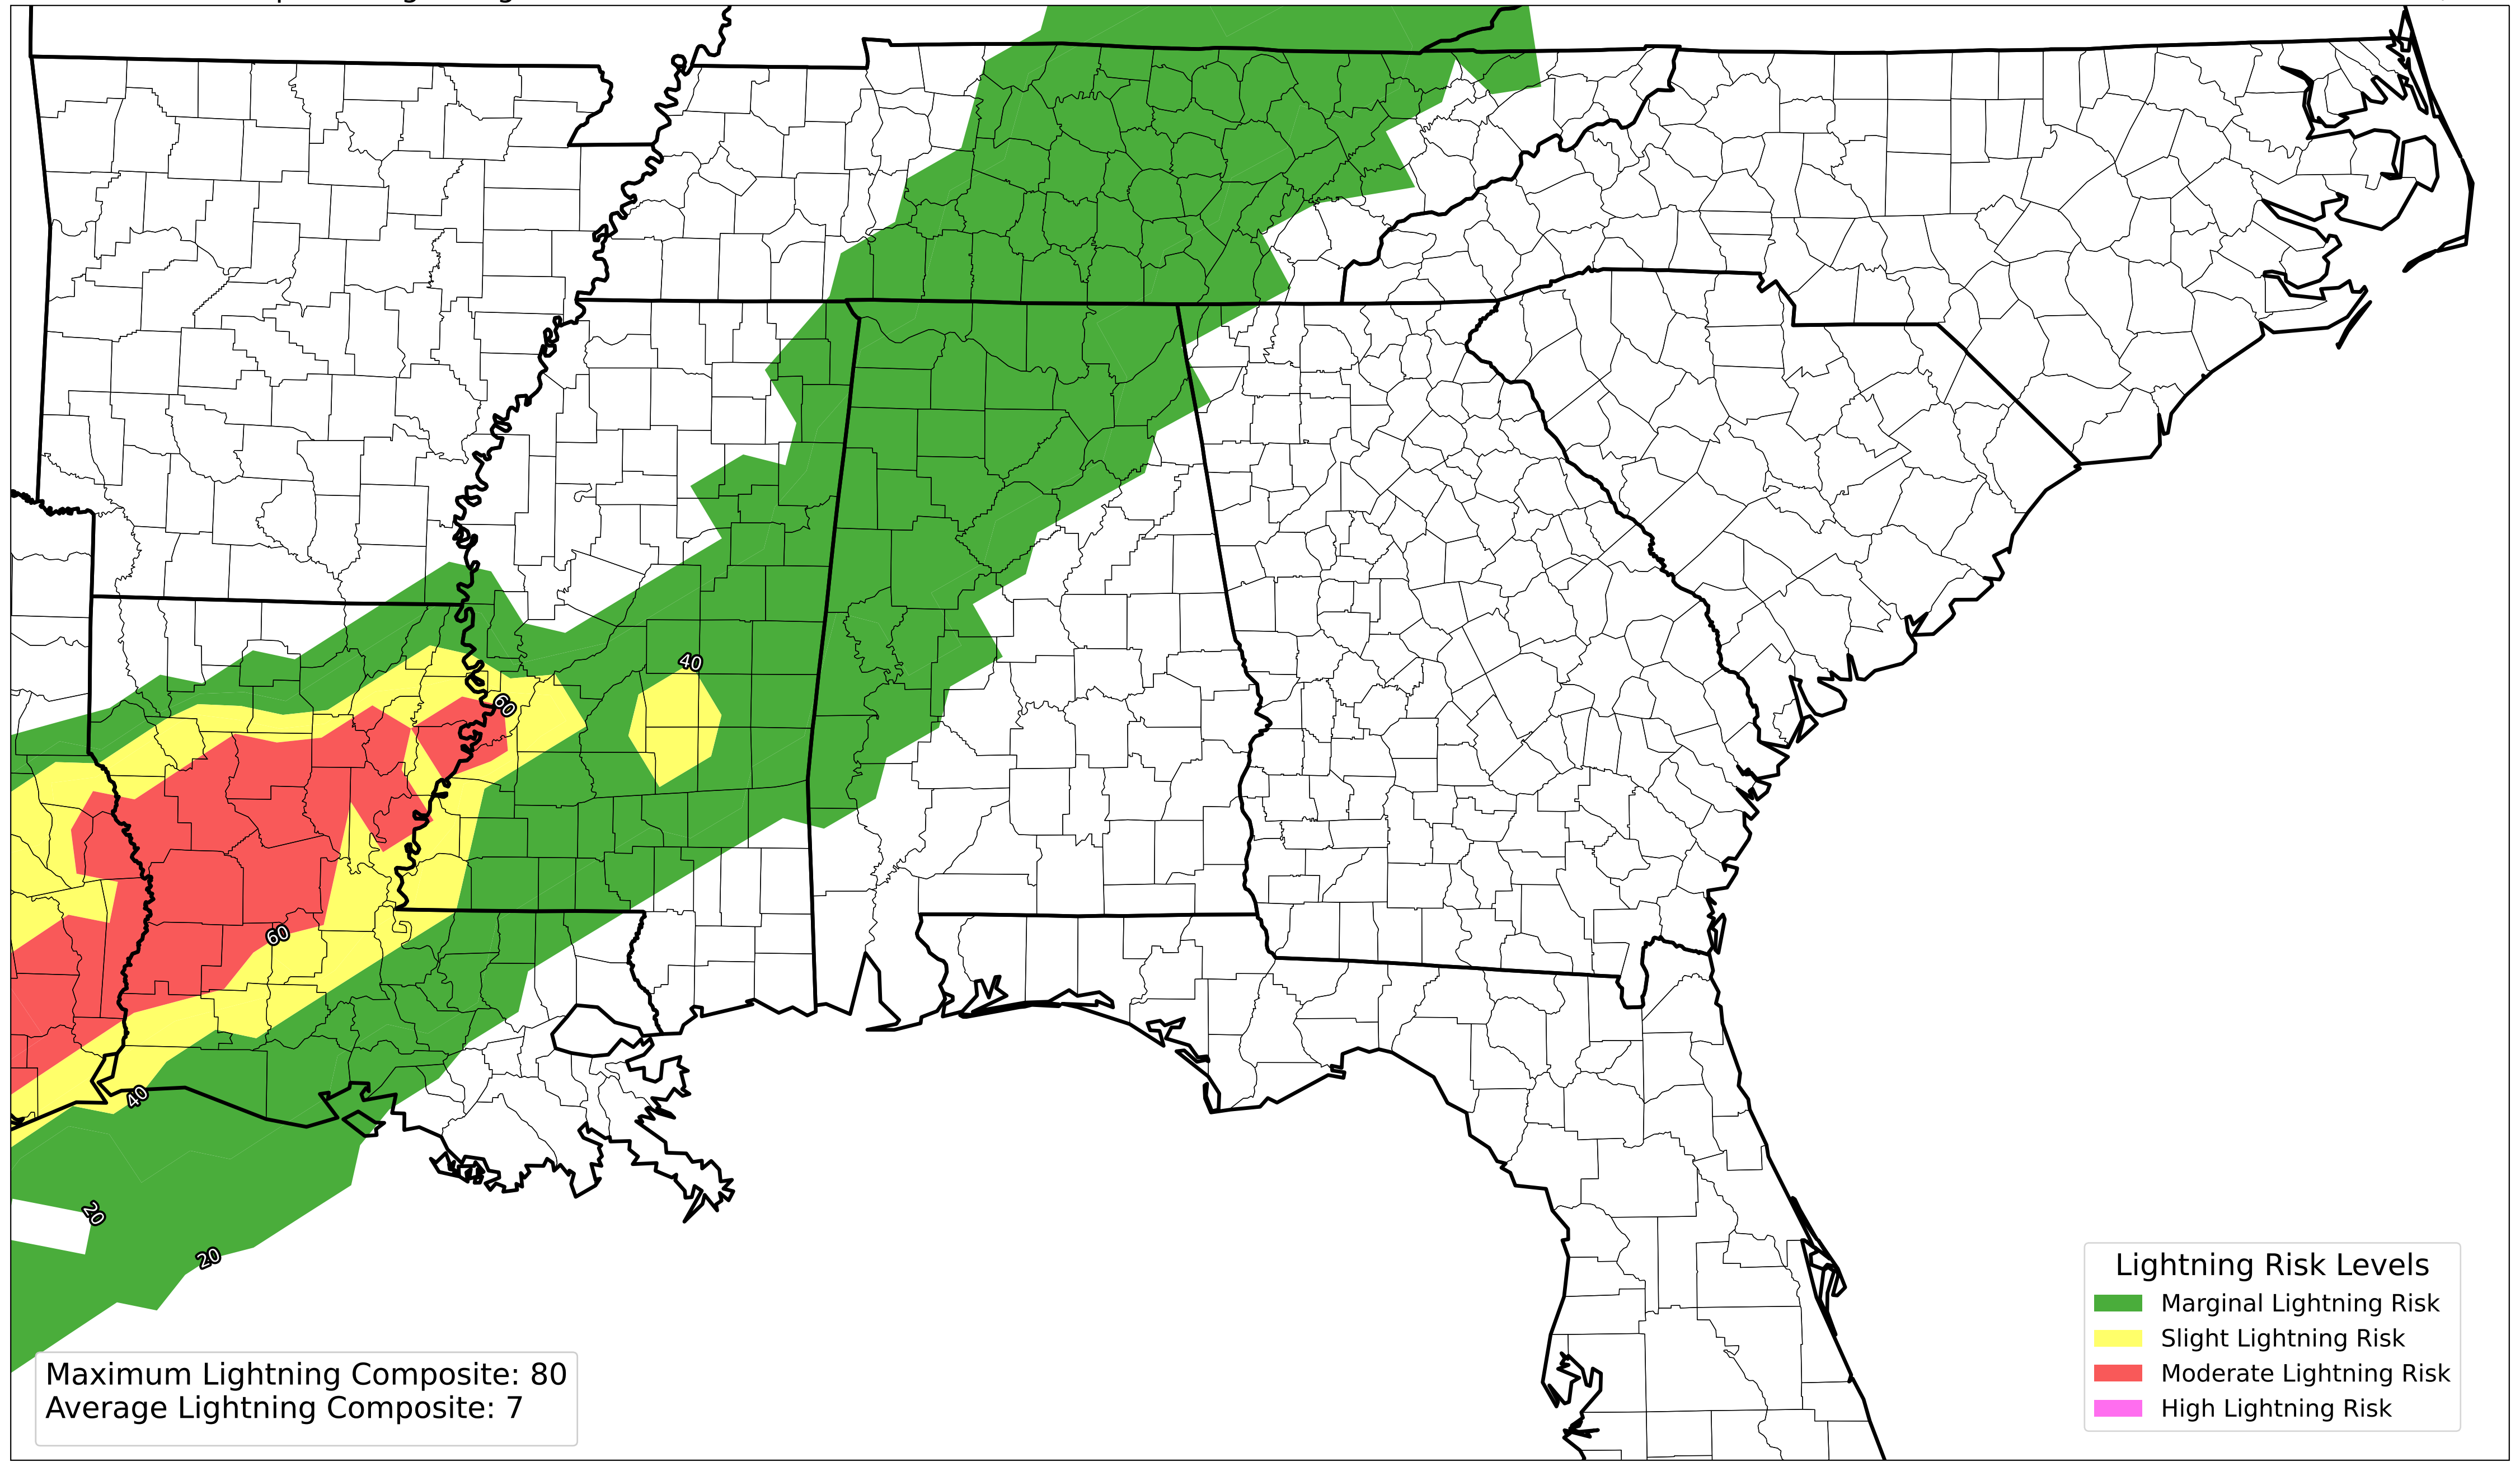 40
60
60
40
20
20
Lightning Risk Levels
Marginal Lightning Risk
Slight Lightning Risk
Moderate Lightning Risk
High Lightning Risk
Maximum Lightning Composite: 80
Average Lightning Composite: 7